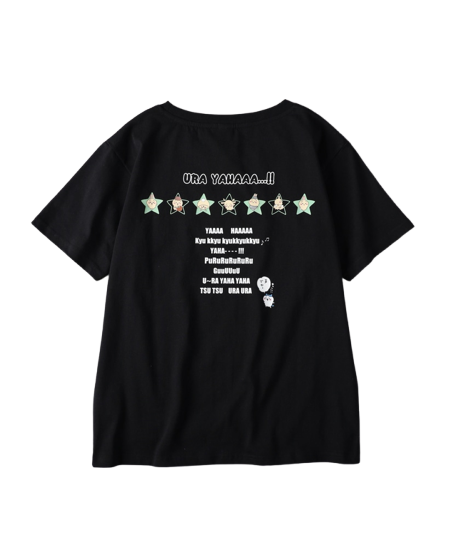 URA YAHAAA...!!
YAAAA HAAAAA
Kyu kkyu kyukkyukkyu♪♬
YAHA----!!!
PuRuRuRuRuRu
GuuUUuU
U~RA YAHA YAHA
TSU TSU URA URA